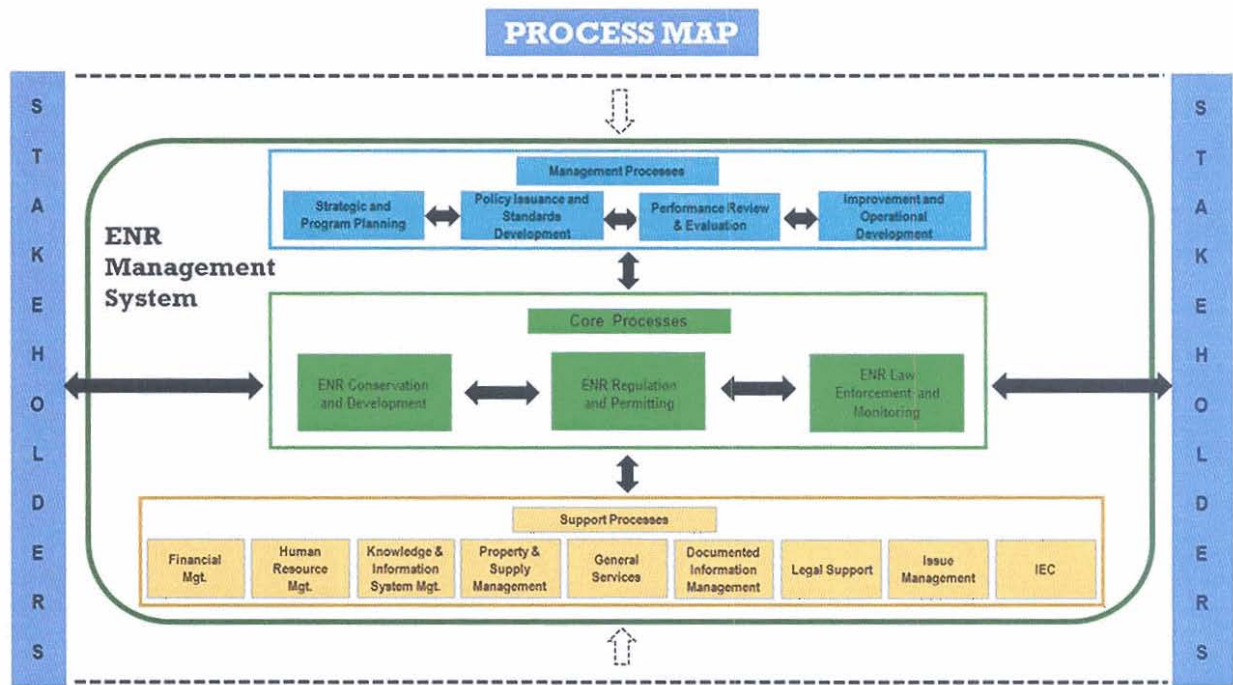 PROCESS MAP
STAKEHOLDERS
ENR
Management
System
Management Processes
Strategic and
Program Planning
Policy Issuance and
Standards
Development
Performance Review
& Evaluation
Improvement and
Operational
Development
Core Processes
ENR Conservation
and Development
ENR Regulation
and Permitting
ENR Law
Enforcement and
Monitoring
Support Processes
Financial
Mgt.
Human
Resource
Mgt.
Knowledge &
Information
System Mgt.
Property &
Supply
Management
General
Services
Documented
Information
Management
Legal Support
Issue
Management
IEC
STAKEHOLDERS